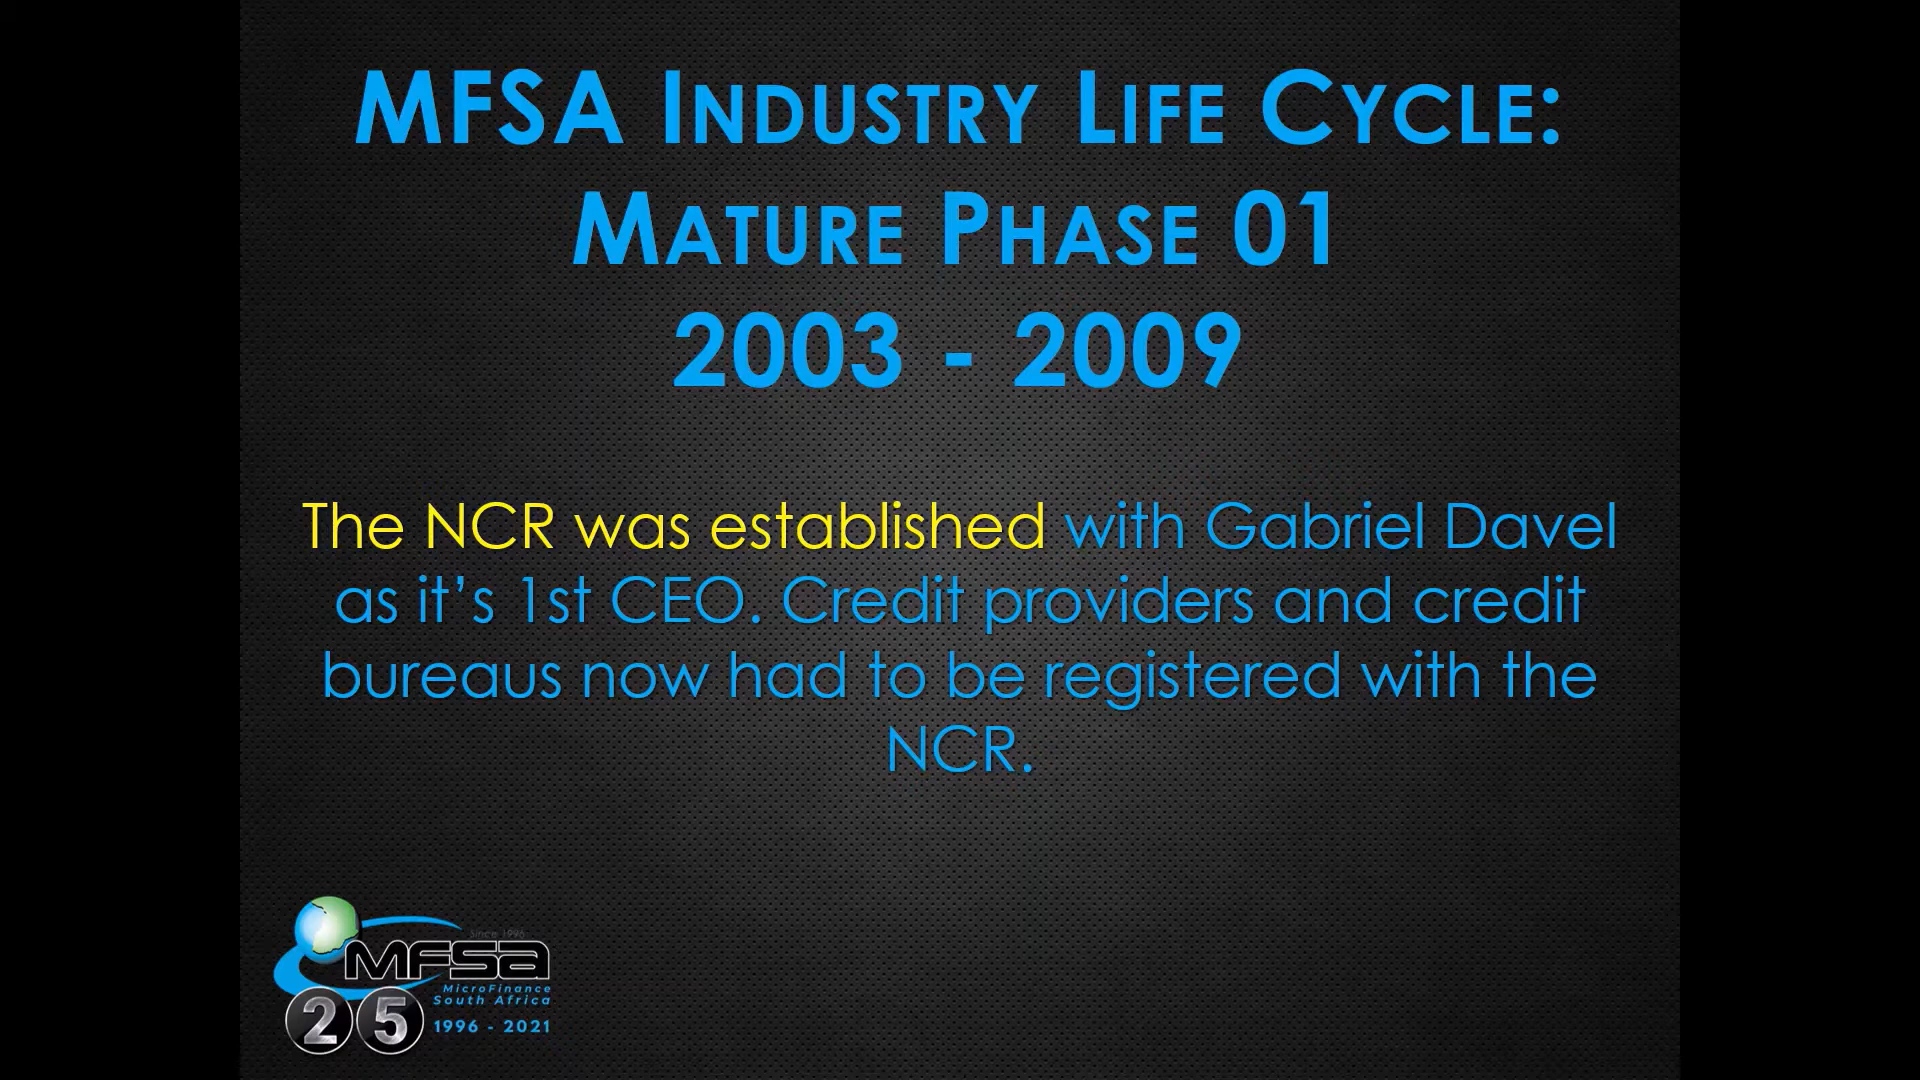 MFSA INDUSTRY LIFE CYCLE:
MATURE PHASE 01
2003 - 2009
The NCR was established with Gabriel Davel
as it’s 1st CEO. Credit providers and credit
bureaus now had to be registered with the
NCR.
Since 1996
MFSa
MicroFinance
South Africa
25
1996 - 2021